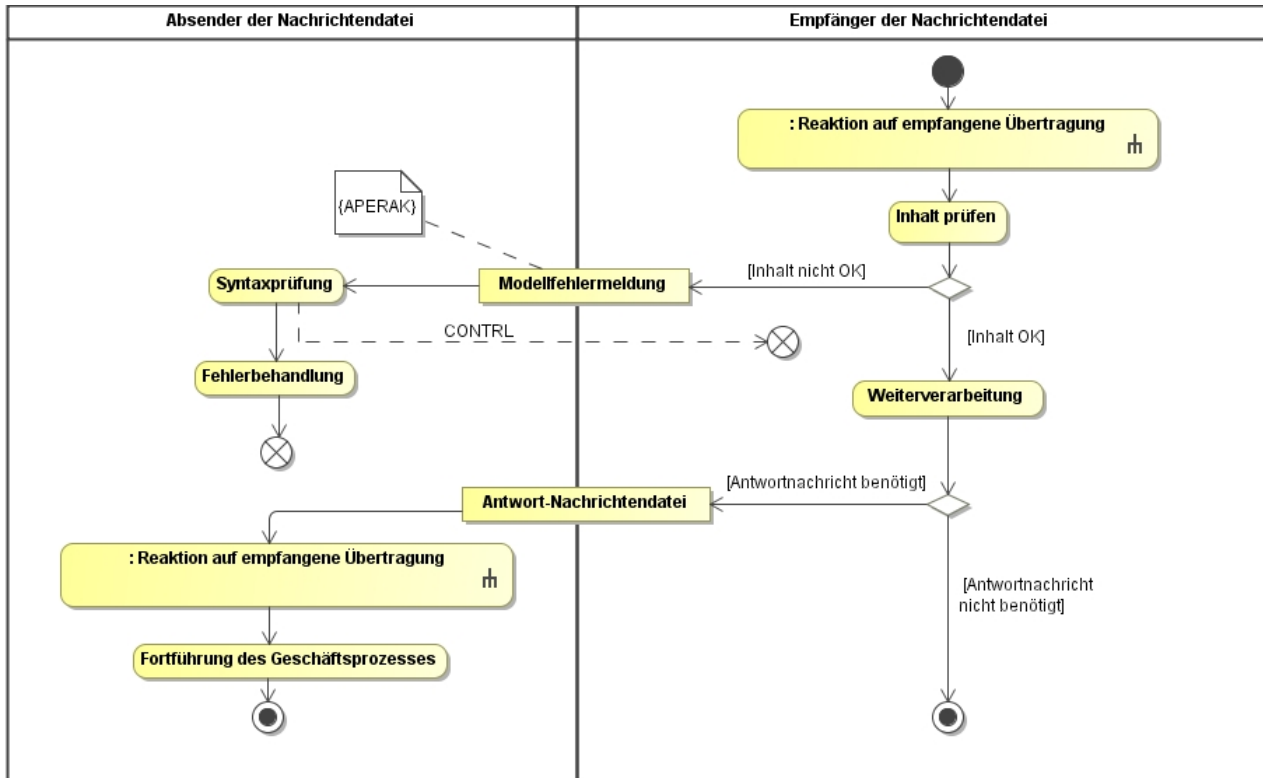 Absender der Nachrichtendatei
Empfänger der Nachrichtendatei
: Reaktion auf empfangene Übertragung
Inhalt prüfen
{APERAK}
[Inhalt nicht OK]
Modellfehlermeldung
Syntaxprüfung
CONTRL
[Inhalt OK]
Fehlerbehandlung
Weiterverarbeitung
[Antwortnachricht benötigt]
Antwort-Nachrichtendatei
: Reaktion auf empfangene Übertragung
[Antwortnachricht
nicht benötigt]
Fortführung des Geschäftsprozesses